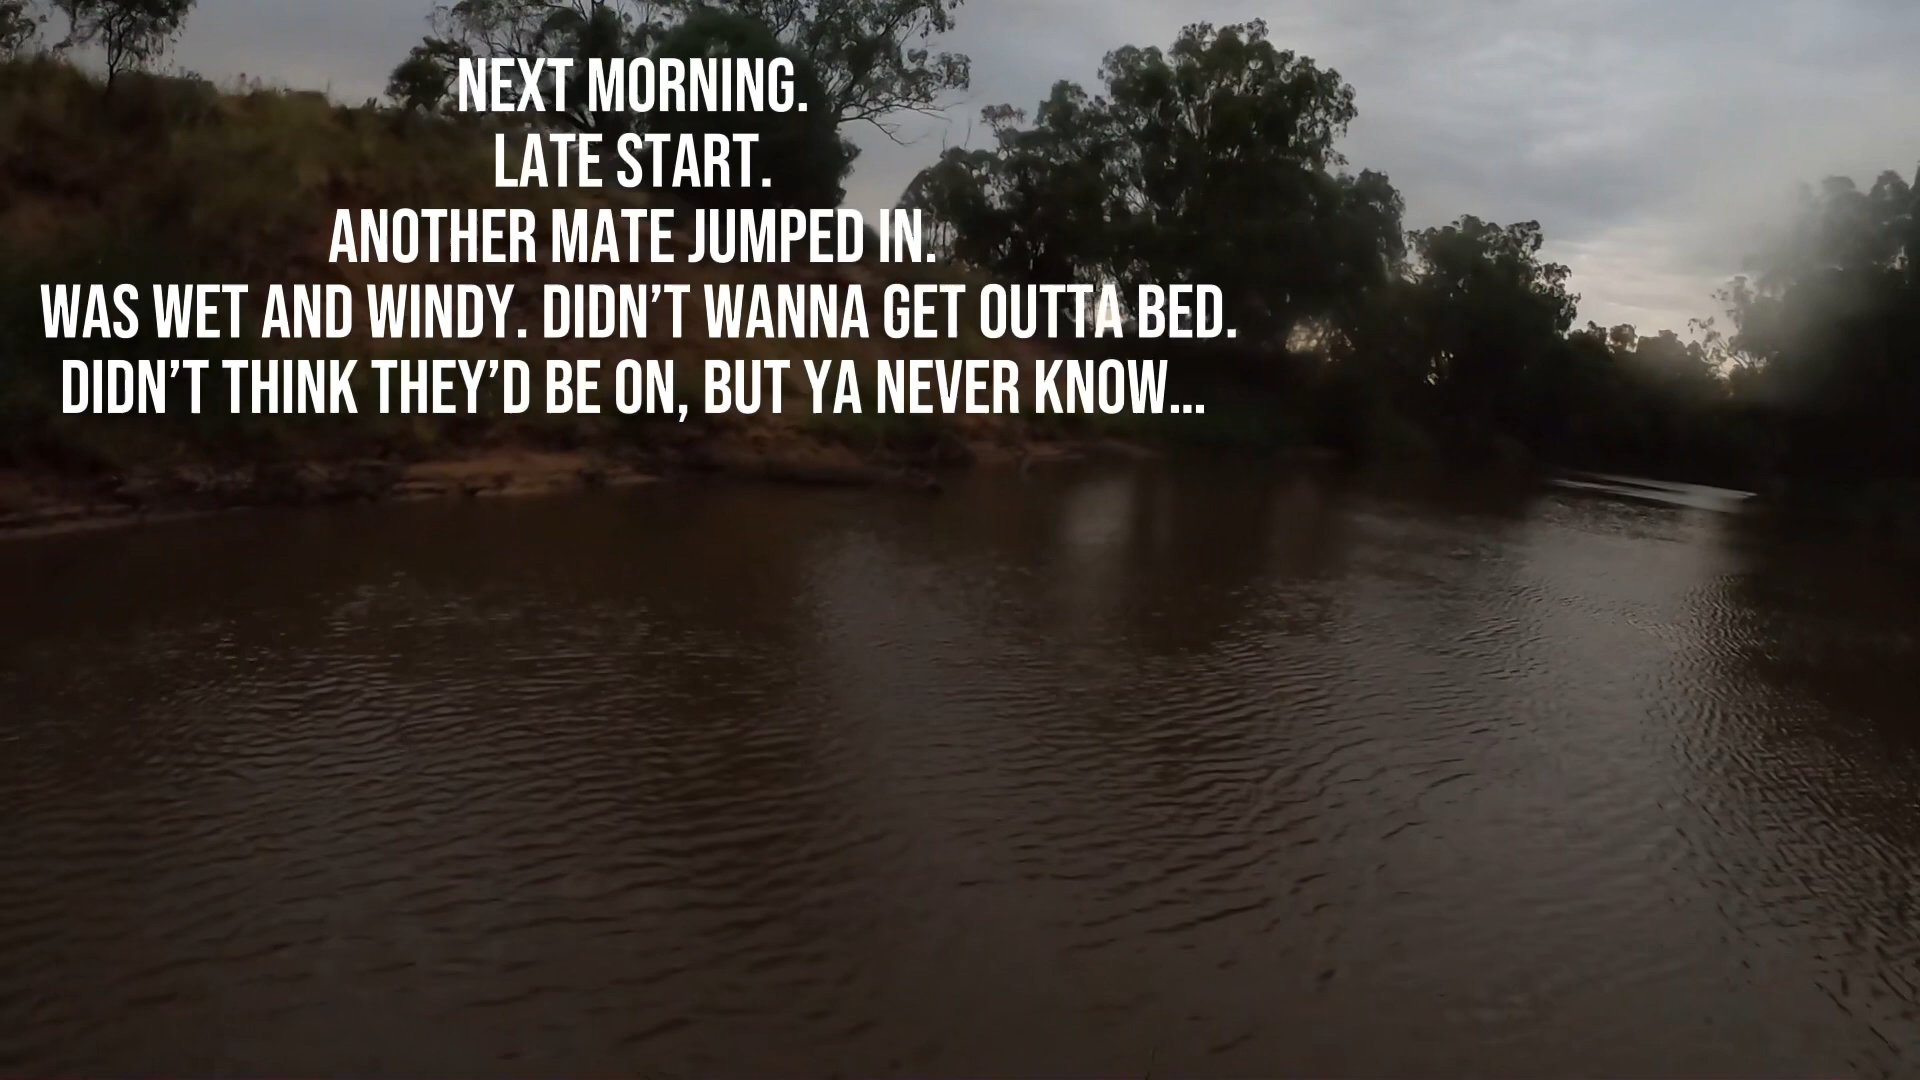 NEXT MORNING.
LATE START.
ANOTHER MATE JUMPED IN.
WAS WET AND WINDY. DIDN’T WANNA GET OUTTA BED.
DIDN’T THINK THEY’D BE ON, BUT YA NEVER KNOW...